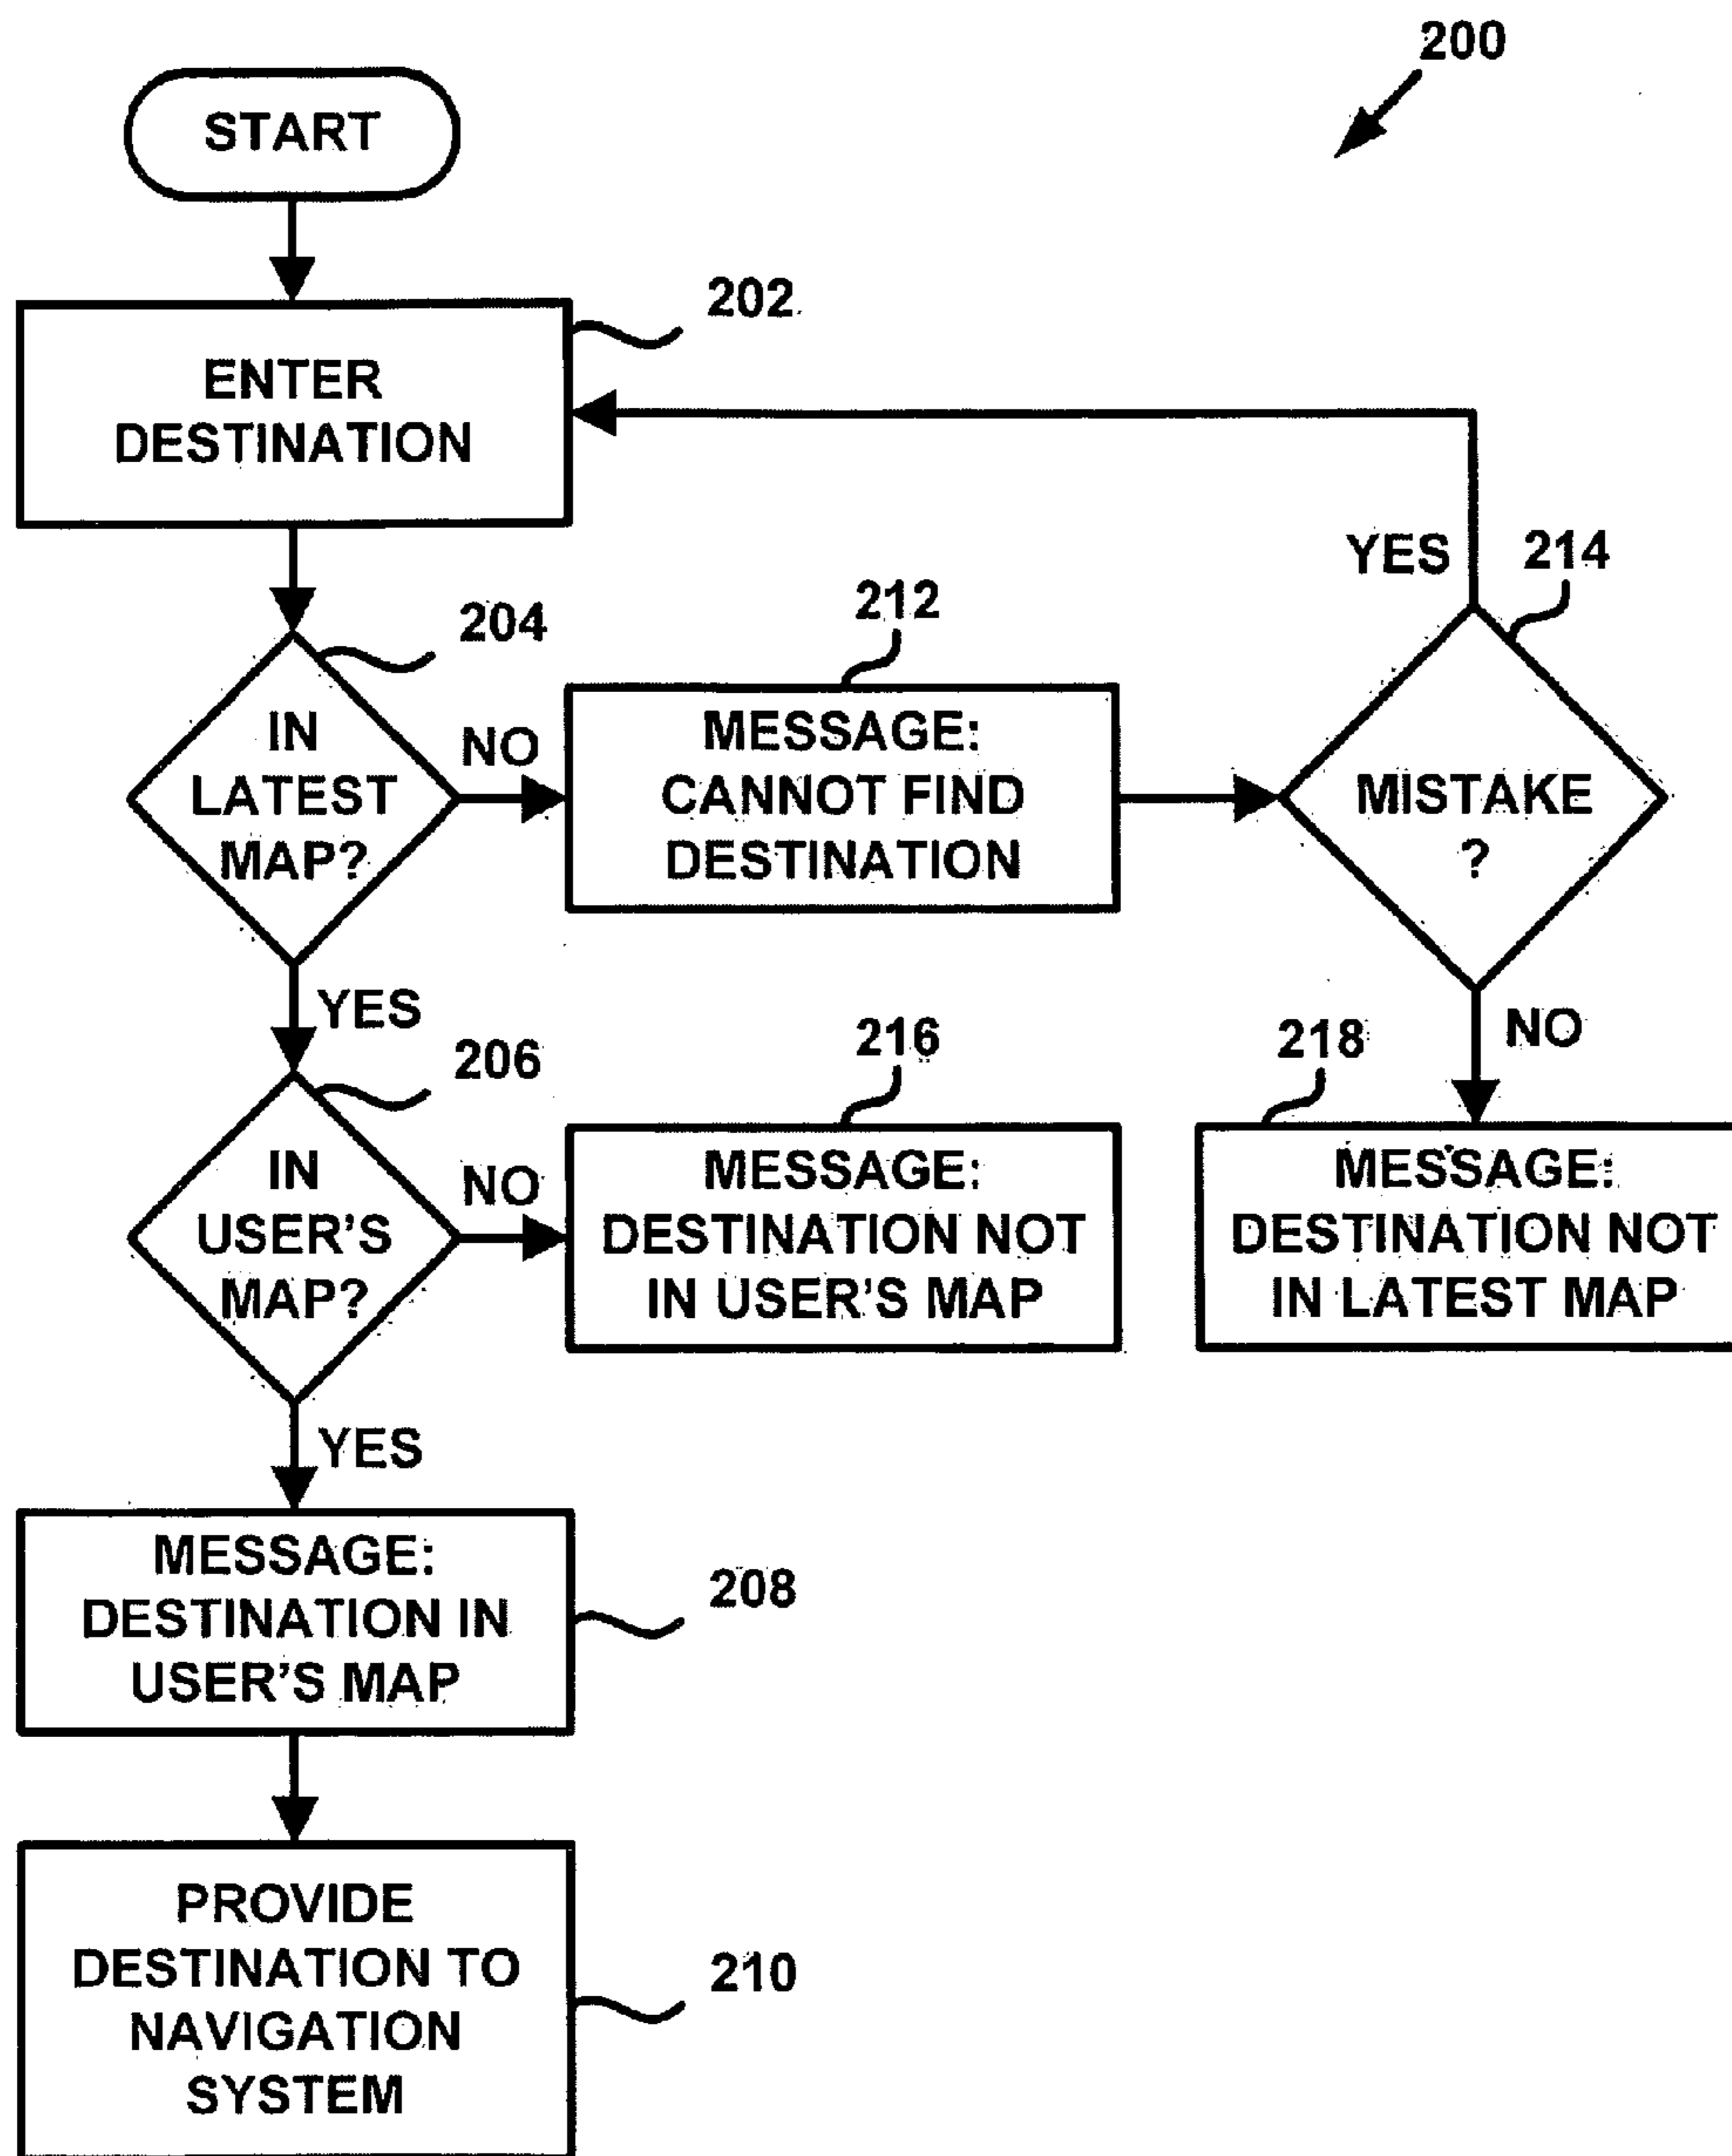 200
START
202
ENTER
DESTINATION
YES
214
212
204
IN
LATEST
MAP?
NO
MESSAGE:
CANNOT FIND
DESTINATION
MISTAKE
?
YES
NO
206
216
218
IN
USER'S
MAP?
NO
MESSAGE:
DESTINATION NOT
IN USER'S MAP
MESSAGE:
DESTINATION NOT
IN LATEST MAP
YES
MESSAGE:
DESTINATION IN
USER'S MAP
208
PROVIDE
DESTINATION TO
NAVIGATION
SYSTEM
210